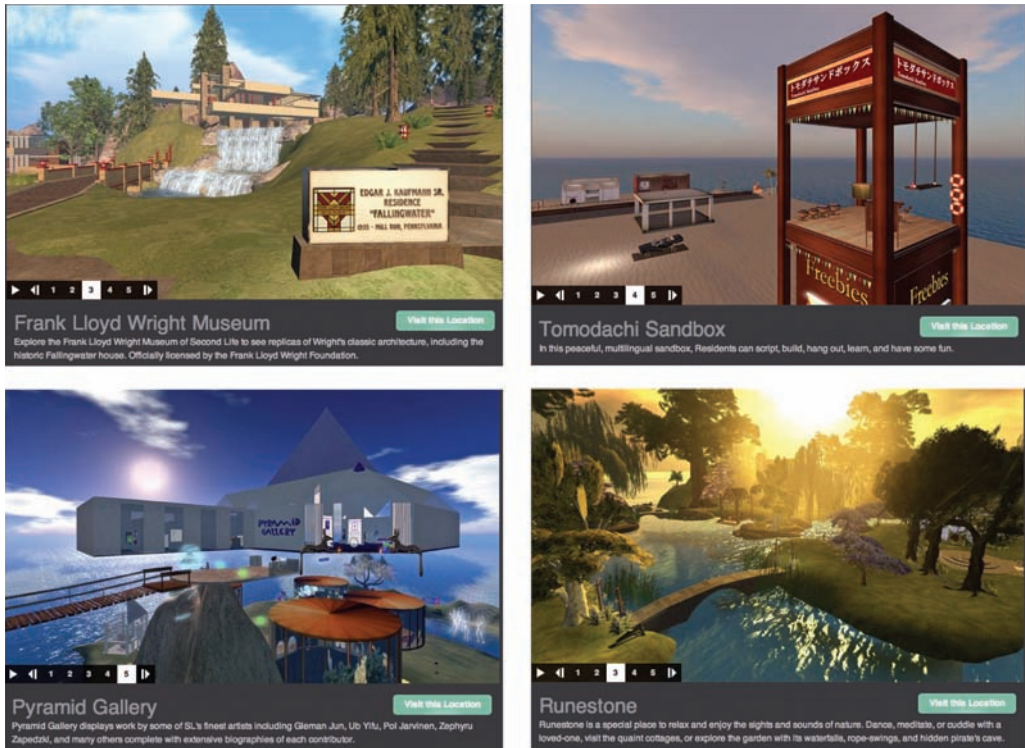 EDGAR J. KAUFMANN SR.
RESIDENCE
"FALLINGWATER"
1935 - MILL RUN, PENNSYLVANIA
1 2 3 4 5
Frank Lloyd Wright Museum
Visit this Location
Explore the Frank Lloyd Wright Museum of Second Life to see replicas of Wright's classic architecture, including the
historic Fallingwater house. Officially licensed by the Frank Lloyd Wright Foundation.
トモダチサンドボックス
Tomodachi Sandbox
トモダチサンドボックス
Tomodachi Sandbox
Freebies
Freebies
1 2 3 4 5
Tomodachi Sandbox
Visit this Location
In this peaceful, multilingual sandbox, Residents can script, build, hang out, learn, and have some fun.
PYRAMID
GALLERY
1 2 3 4 5
Pyramid Gallery
Visit this Location
Pyramid Gallery displays work by some of SL's finest artists including Gleman Jun, Ub Yifu, Pol Jarvinen, Zephyru
Zapedzki, and many others complete with extensive biographies of each contributor.
1 2 3 4 5
Runestone
Visit this Location
Runestone is a special place to relax and enjoy the sights and sounds of nature. Dance, meditate, or cuddle with a
loved-one, visit the quaint cottages, or explore the garden with its waterfalls, rope-swings, and hidden pirate's cave.